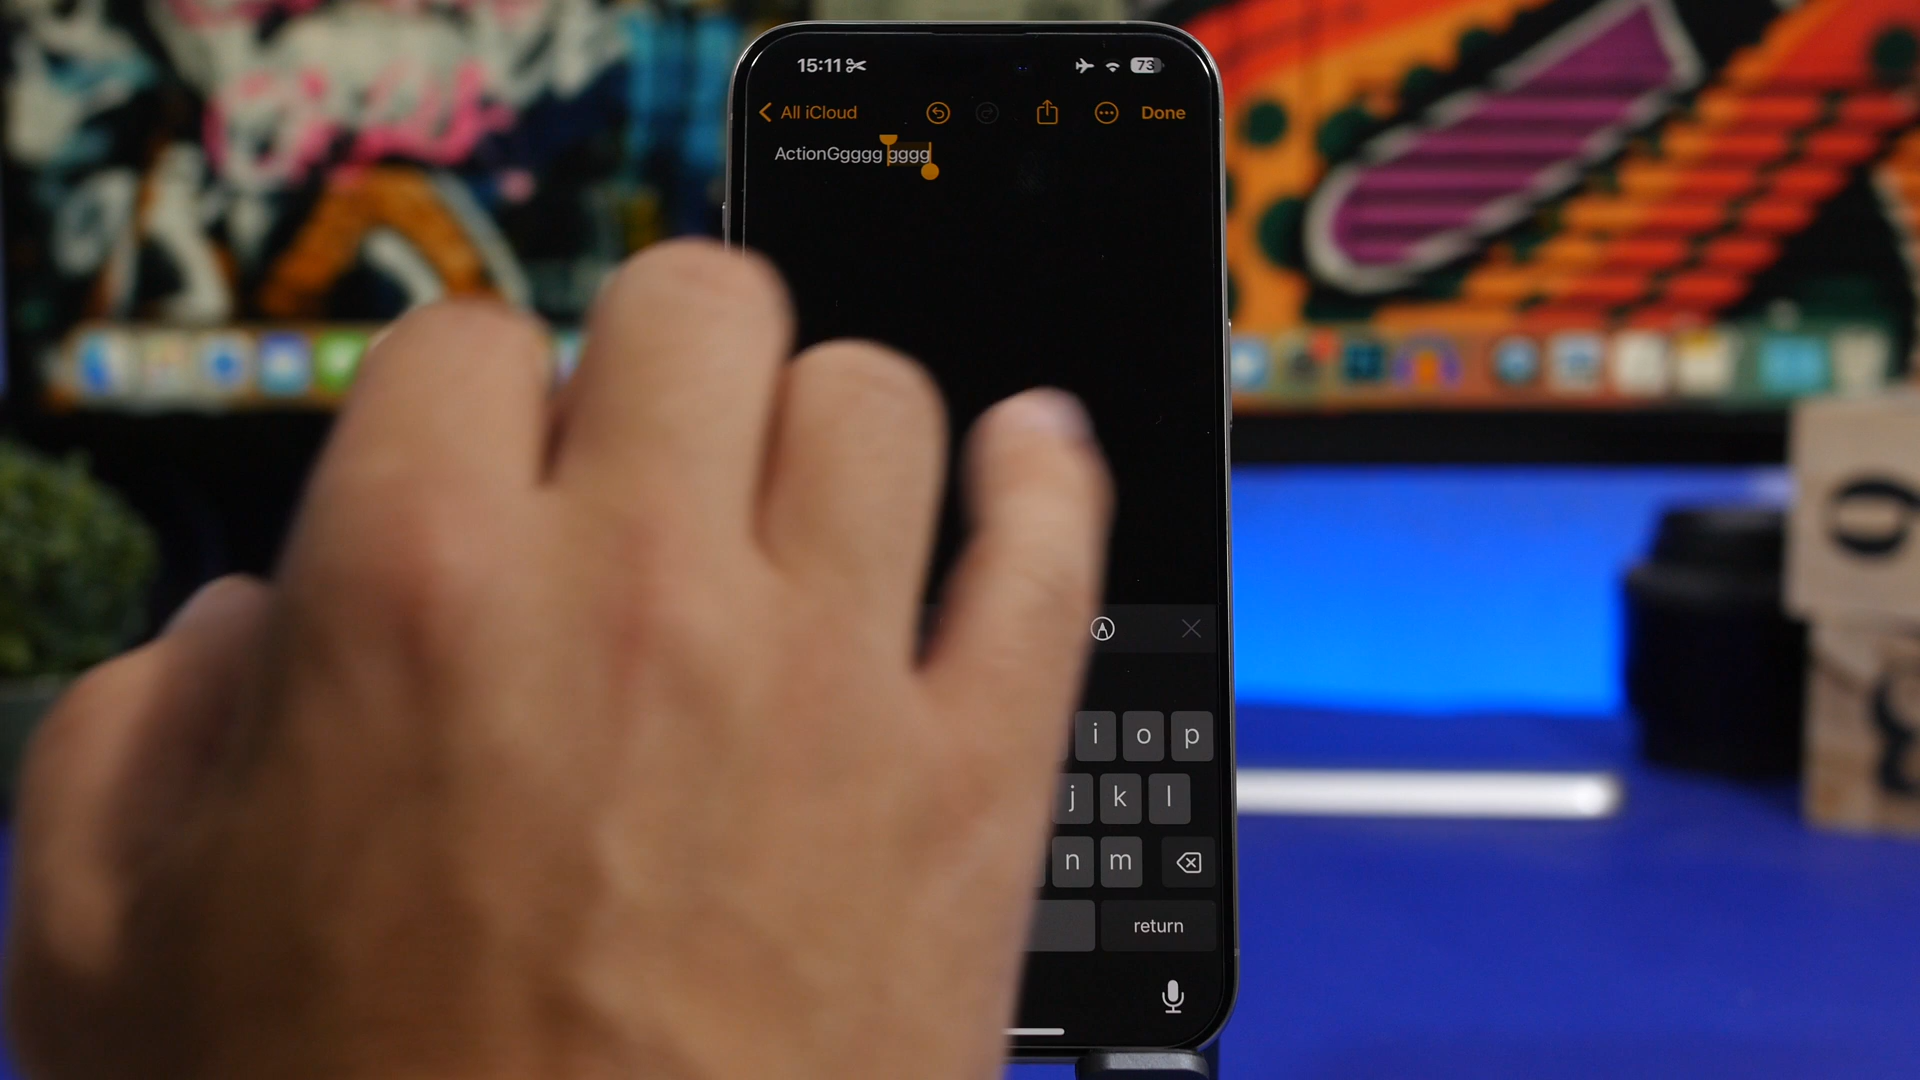 15:11 73
All iCloud Done
ActionGgggg gggg
i o p
j k l
n m
return